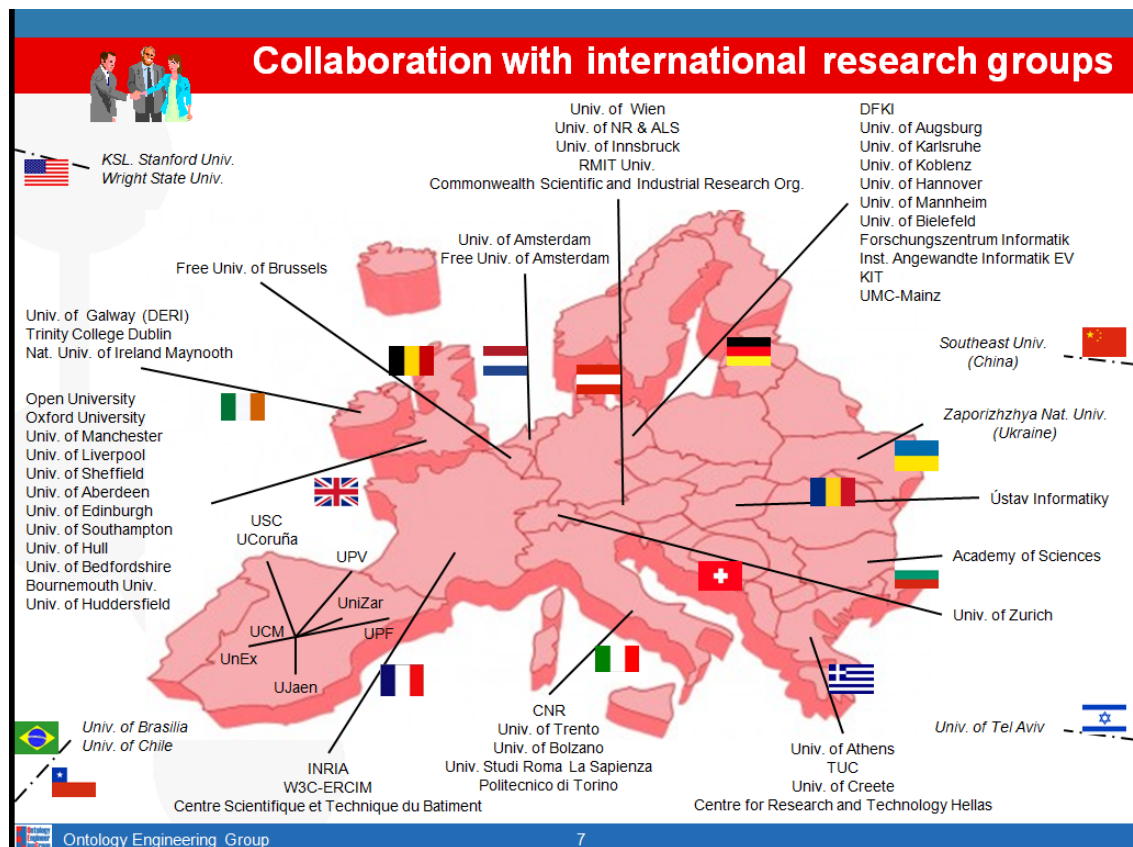 Collaboration with international research groups
KSL. Stanford Univ.
Wright State Univ.
Univ. of Wien
Univ. of NR & ALS
Univ. of Innsbruck
RMIT Univ.
Commonwealth Scientific and Industrial Research Org.
DFKI
Univ. of Augsburg
Univ. of Karlsruhe
Univ. of Koblenz
Univ. of Hannover
Univ. of Mannheim
Univ. of Bielefeld
Forschungszentrum Informatik
Inst. Angewandte Informatik EV
KIT
UMC-Mainz
Univ. of Amsterdam
Free Univ. of Amsterdam
Free Univ. of Brussels
Univ. of Galway (DERI)
Trinity College Dublin
Nat. Univ. of Ireland Maynooth
Southeast Univ.
(China)
Open University
Oxford University
Univ. of Manchester
Univ. of Liverpool
Univ. of Sheffield
Univ. of Aberdeen
Univ. of Edinburgh
Univ. of Southampton
Univ. of Hull
Univ. of Bedfordshire
Bournemouth Univ.
Univ. of Huddersfield
Zaporizhzhya Nat. Univ.
(Ukraine)
Ústav Informatiky
Academy of Sciences
Univ. of Zurich
USC
UCoruña
UPV
UniZar
UCM
UPF
UnEx
UJaen
Univ. of Brasilia
Univ. of Chile
INRIA
W3C-ERCIM
Centre Scientifique et Technique du Batiment
CNR
Univ. of Trento
Univ. of Bolzano
Univ. Studi Roma La Sapienza
Politecnico di Torino
Univ. of Athens
TUC
Univ. of Creete
Centre for Research and Technology Hellas
Univ. of Tel Aviv
Ontology Engineering Group
7